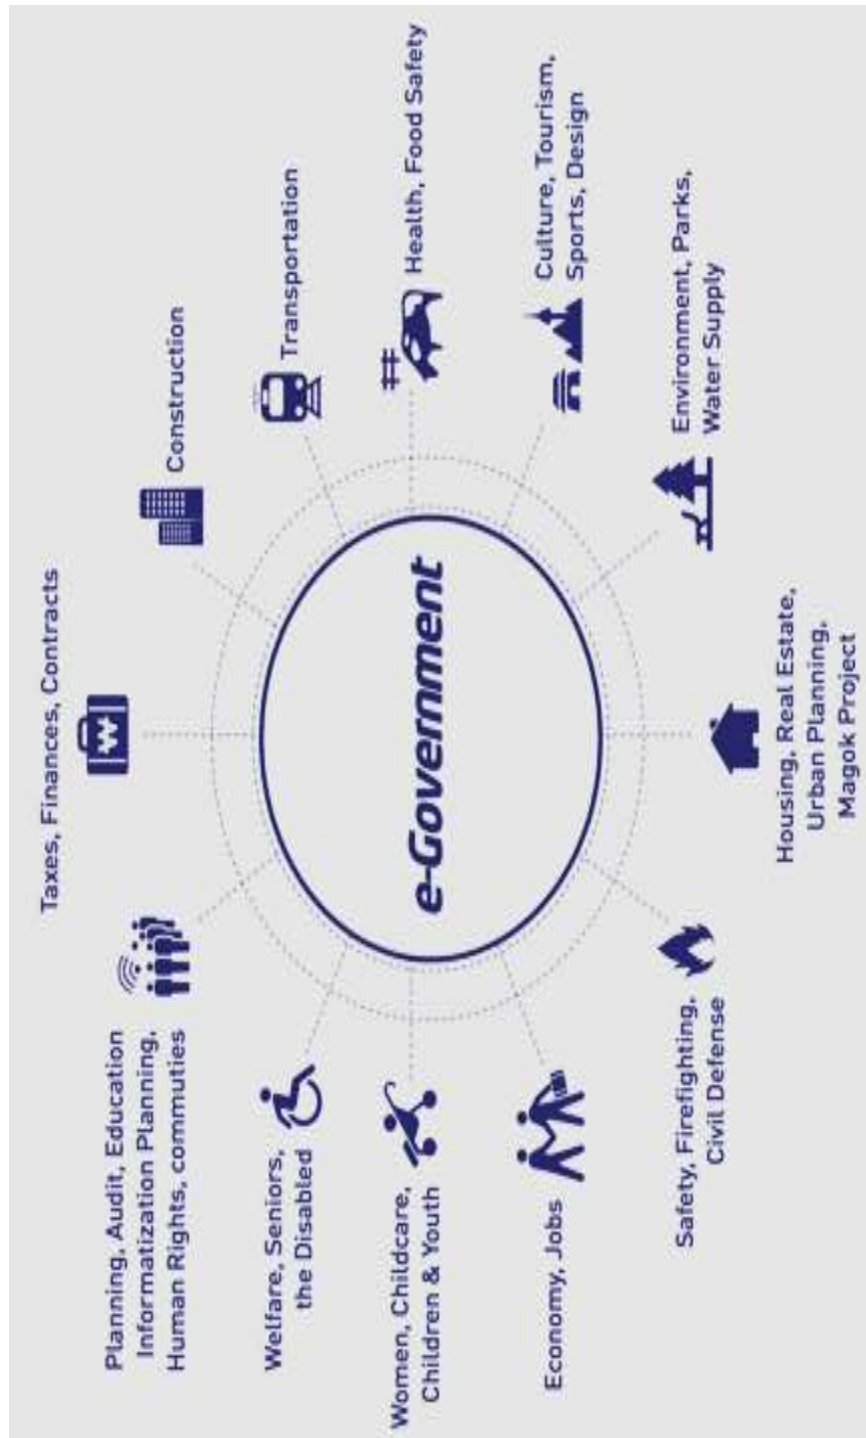 Taxes, Finances, Contracts
Construction
Transportation
Health, Food Safety
Culture, Tourism,
Sports, Design
Environment, Parks,
Water Supply
Housing, Real Estate,
Urban Planning,
Magok Project
Safety, Firefighting,
Civil Defense
Economy, Jobs
Women, Childcare,
Children & Youth
Welfare, Seniors,
the Disabled
Planning, Audit, Education
Informatization Planning,
Human Rights, commuties
e-Government